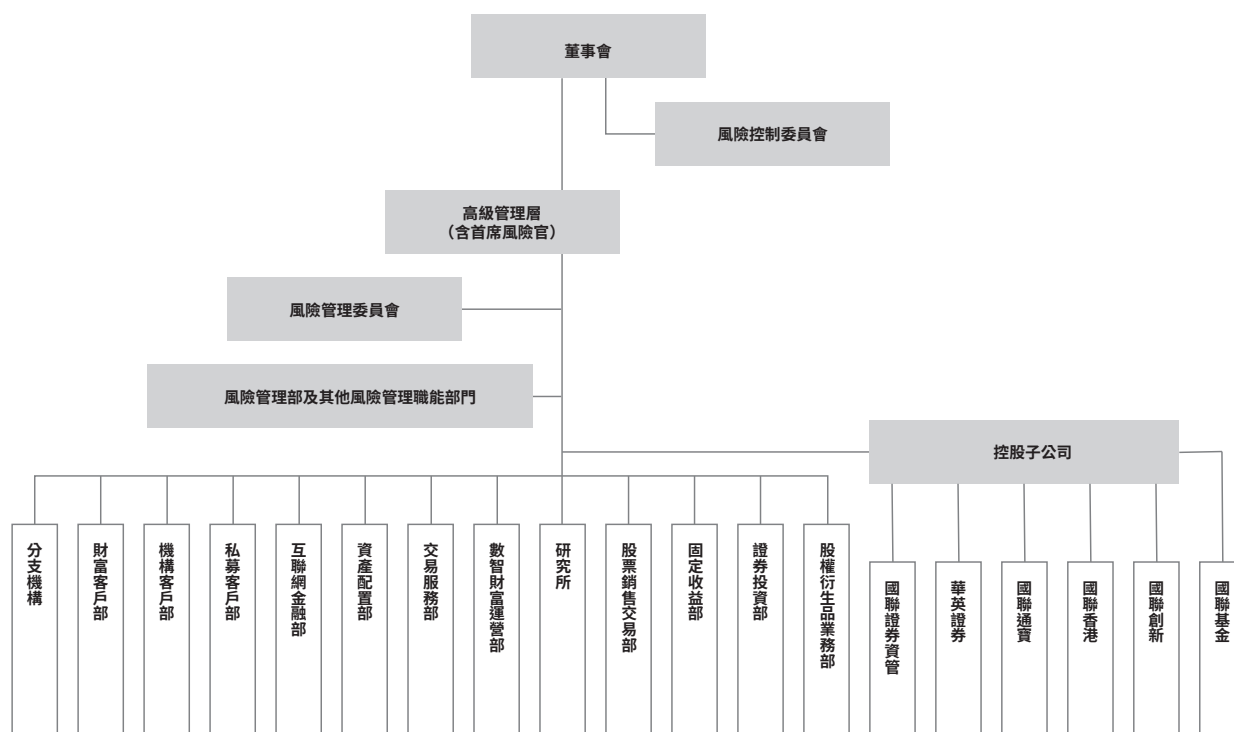 董事會
風險控制委員會
高級管理層
（含首席風險官）
風險管理委員會
風險管理部及其他風險管理職能部門
控股子公司
分支機構
財富客戶部
機構客戶部
私募客戶部
互聯網金融部
資產配置部
交易服務部
數智財富運營部
研究所
股票銷售交易部
固定收益部
證券投資部
股權衍生品業務部
國聯證券資管
華英證券
國聯通寶
國聯香港
國聯創新
國聯基金